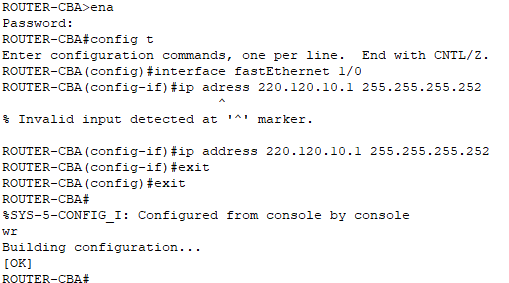 ROUTER-CBA>ena
Password:
ROUTER-CBA#config t
Enter configuration commands, one per line.  End with CNTL/Z.
ROUTER-CBA(config)#interface fastEthernet 1/0
ROUTER-CBA(config-if)#ip adress 220.120.10.1 255.255.255.252
^
% Invalid input detected at '^' marker.
ROUTER-CBA(config-if)#ip address 220.120.10.1 255.255.255.252
ROUTER-CBA(config-if)#exit
ROUTER-CBA(config)#exit
ROUTER-CBA#
%SYS-5-CONFIG_I: Configured from console by console
wr
Building configuration...
[OK]
ROUTER-CBA#